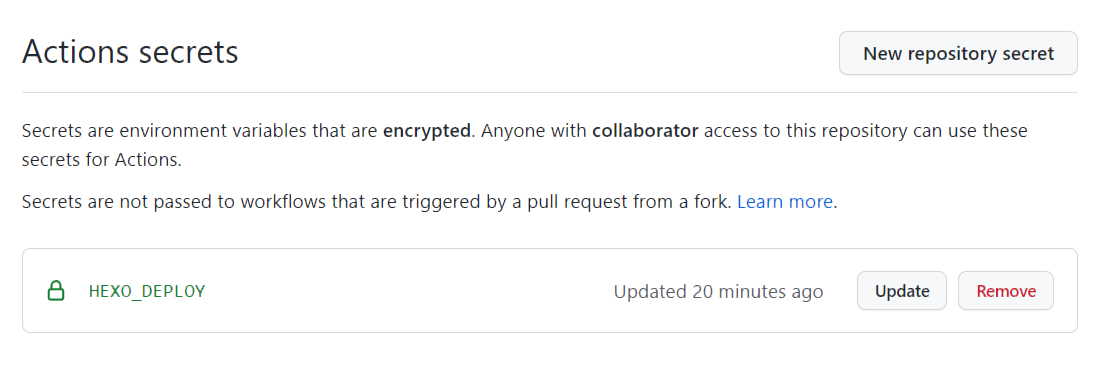 Actions secrets
New repository secret
Secrets are environment variables that are encrypted. Anyone with collaborator access to this repository can use these
secrets for Actions.
Secrets are not passed to workflows that are triggered by a pull request from a fork. Learn more.
HEXO_DEPLOY
Updated 20 minutes ago
Update
Remove